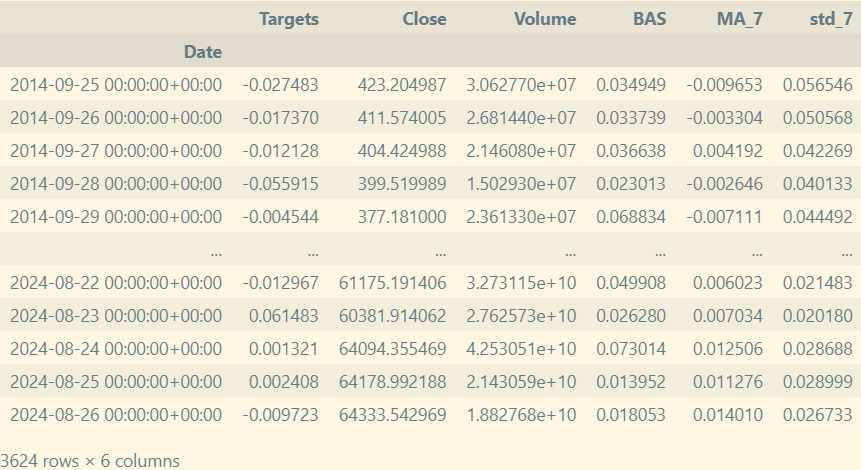 Targets Close Volume BAS MA_7 std_7
Date
2014-09-25 00:00:00+00:00 -0.027483 423.204987 3.062770e+07 0.034949 -0.009653 0.056546
2014-09-26 00:00:00+00:00 -0.017370 411.574005 2.681440e+07 0.033739 -0.003304 0.050568
2014-09-27 00:00:00+00:00 -0.012128 404.424988 2.146080e+07 0.036638 0.004192 0.042269
2014-09-28 00:00:00+00:00 -0.055915 399.519989 1.502930e+07 0.023013 -0.002646 0.040133
2014-09-29 00:00:00+00:00 -0.004544 377.181000 2.361330e+07 0.068834 -0.007111 0.044492
... ... ... ... ... ... ...
2024-08-22 00:00:00+00:00 -0.012967 61175.191406 3.273115e+10 0.049908 0.006023 0.021483
2024-08-23 00:00:00+00:00 0.061483 60381.914062 2.762573e+10 0.026280 0.007034 0.020180
2024-08-24 00:00:00+00:00 0.001321 64094.355469 4.253051e+10 0.073014 0.012506 0.028688
2024-08-25 00:00:00+00:00 0.002408 64178.992188 2.143059e+10 0.013952 0.011276 0.028999
2024-08-26 00:00:00+00:00 -0.009723 64333.542969 1.882768e+10 0.018053 0.014010 0.026733
3624 rows × 6 columns